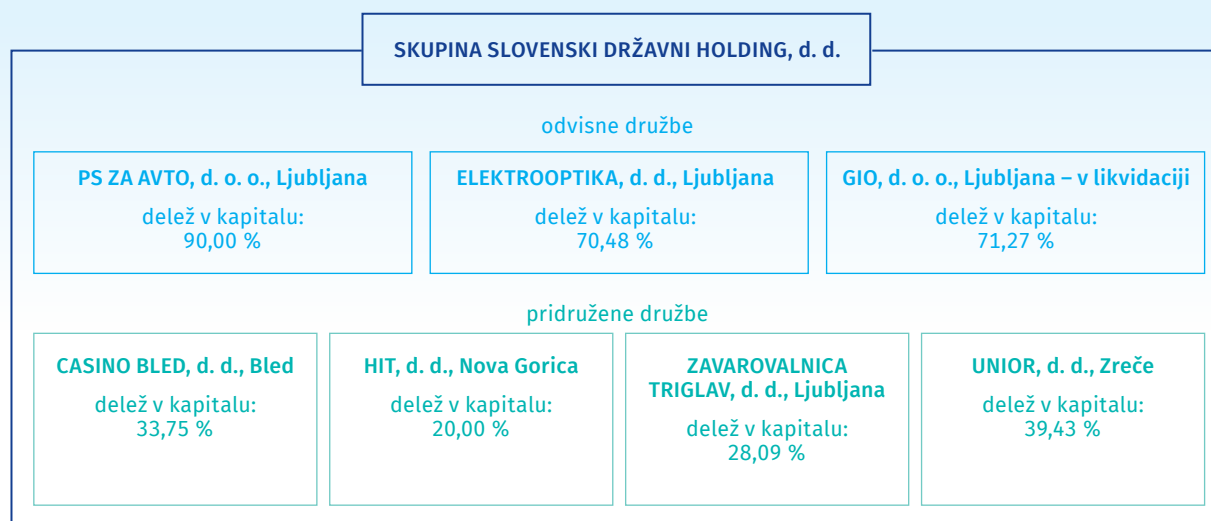 SKUPINA SLOVENSKI DRŽAVNI HOLDING, d. d.
odvisne družbe
PS ZA AVTO, d. o. o., Ljubljana
delež v kapitalu:
90,00 %
ELEKTROOPTIKA, d. d., Ljubljana
delež v kapitalu:
70,48 %
GIO, d. o. o., Ljubljana – v likvidaciji
delež v kapitalu:
71,27 %
pridružene družbe
CASINO BLED, d. d., Bled
delež v kapitalu:
33,75 %
HIT, d. d., Nova Gorica
delež v kapitalu:
20,00 %
ZAVAROVALNICA
TRIGLAV, d. d., Ljubljana
delež v kapitalu:
28,09 %
UNIOR, d. d., Zreče
delež v kapitalu:
39,43 %